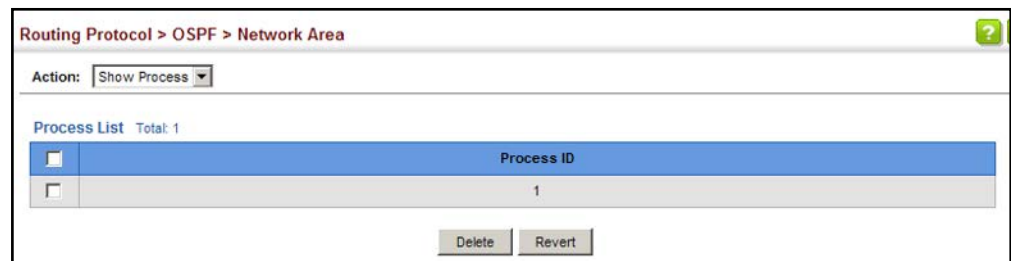 Routing Protocol > OSPF > Network Area
?
Action: Show Process
Process List Total: 1
Process ID
1
Delete Revert